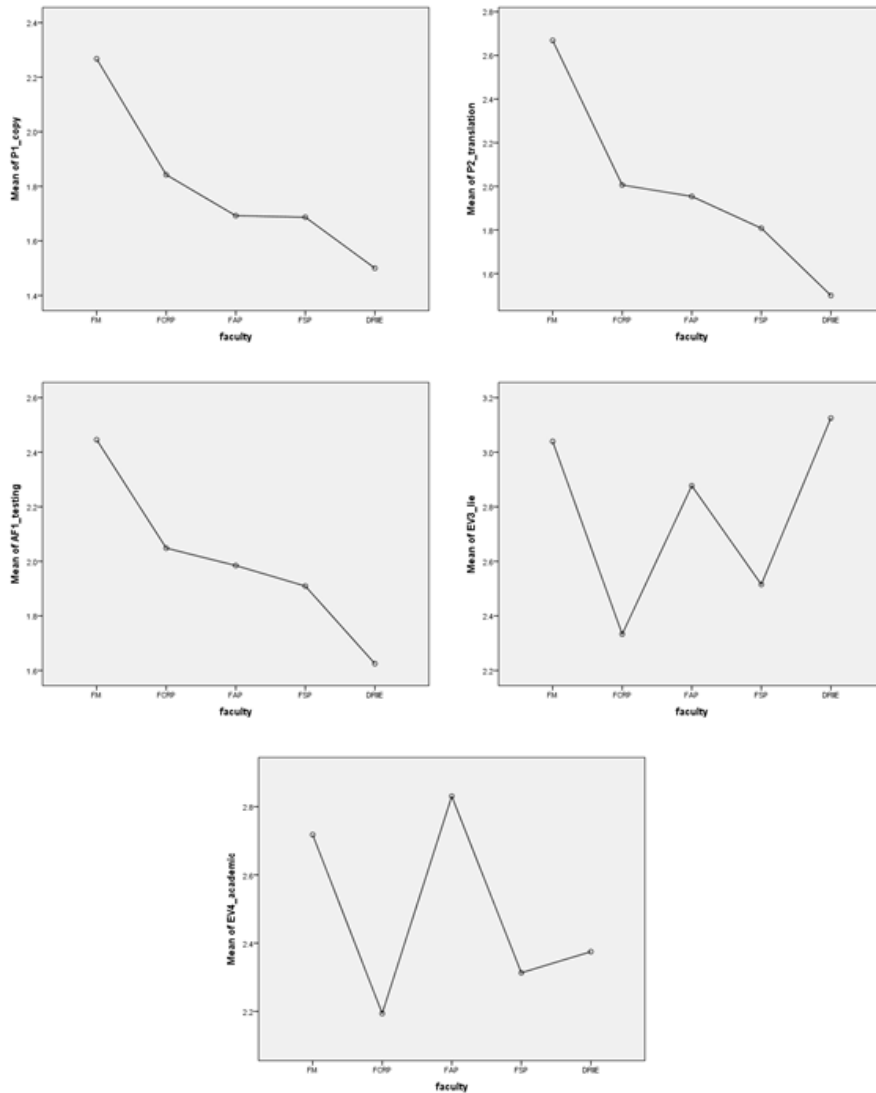 Mean of P1_copy
2.4
2.2
2.0
1.8
1.6
1.4
FM FCRP FAP FSP DRIIE
faculty
Mean of P2_translation
2.8
2.6
2.4
2.2
2.0
1.8
1.6
FM FCRP FAP FSP DRIIE
faculty
Mean of AF1_testing
2.6
2.4
2.2
2.0
1.8
1.6
FM FCRP FAP FSP DRIIE
faculty
Mean of EV3_lie
3.2
3.0
2.8
2.6
2.4
2.2
FM FCRP FAP FSP DRIIE
faculty
Mean of EV4_academic
2.8
2.6
2.4
2.2
FM FCRP FAP FSP DRIIE
faculty